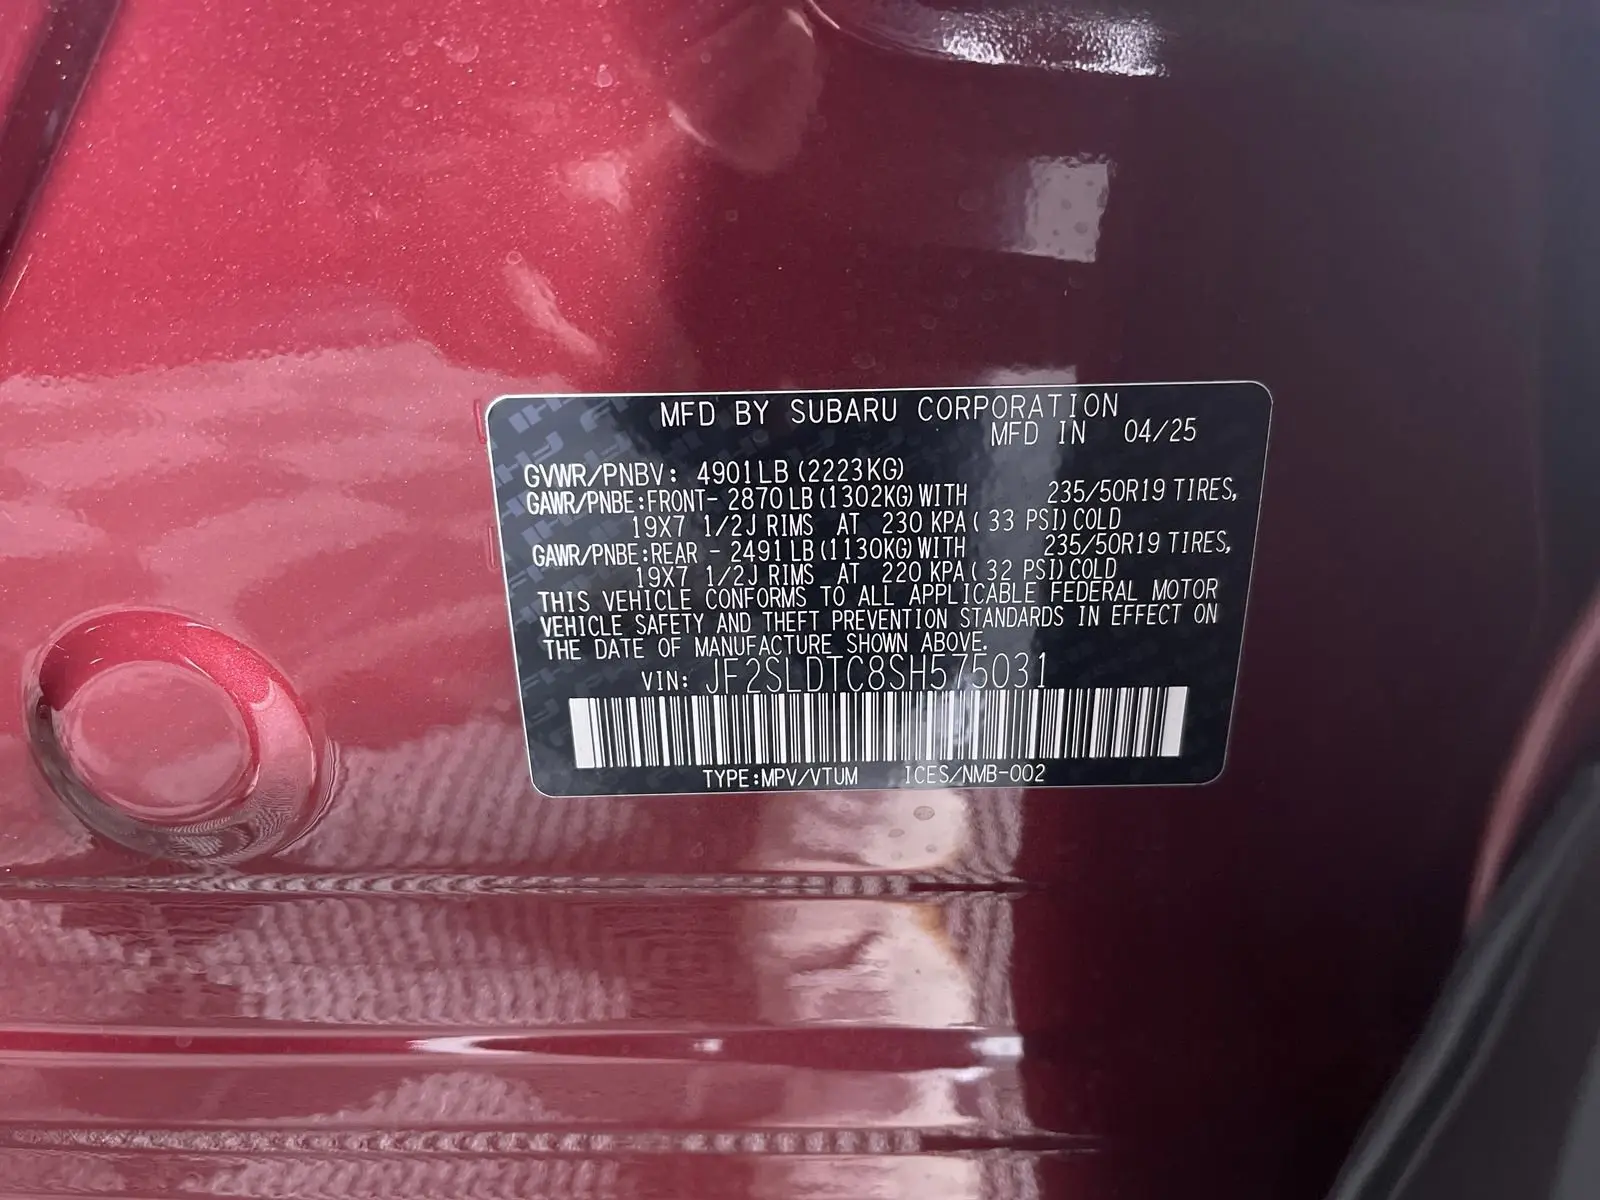 MFD BY SUBARU CORPORATION
MFD IN 04/25
GVWR/PNBV: 4901LB (2223KG)
GAWR/PNBE:FRONT- 2870 LB (1302KG) WITH 235/50R19 TIRES,
19X7 1/2J RIMS AT 230 KPA ( 33 PSI) COLD
GAWR/PNBE:REAR - 2491 LB (1130KG) WITH 235/50R19 TIRES,
19X7 1/2J RIMS AT 220 KPA ( 32 PSI) COLD
THIS VEHICLE CONFORMS TO ALL APPLICABLE FEDERAL MOTOR
VEHICLE SAFETY AND THEFT PREVENTION STANDARDS IN EFFECT ON
THE DATE OF MANUFACTURE SHOWN ABOVE.
VIN: JF2SLDTC8SH575031
TYPE:MPV/VTUM ICES/NMB-002